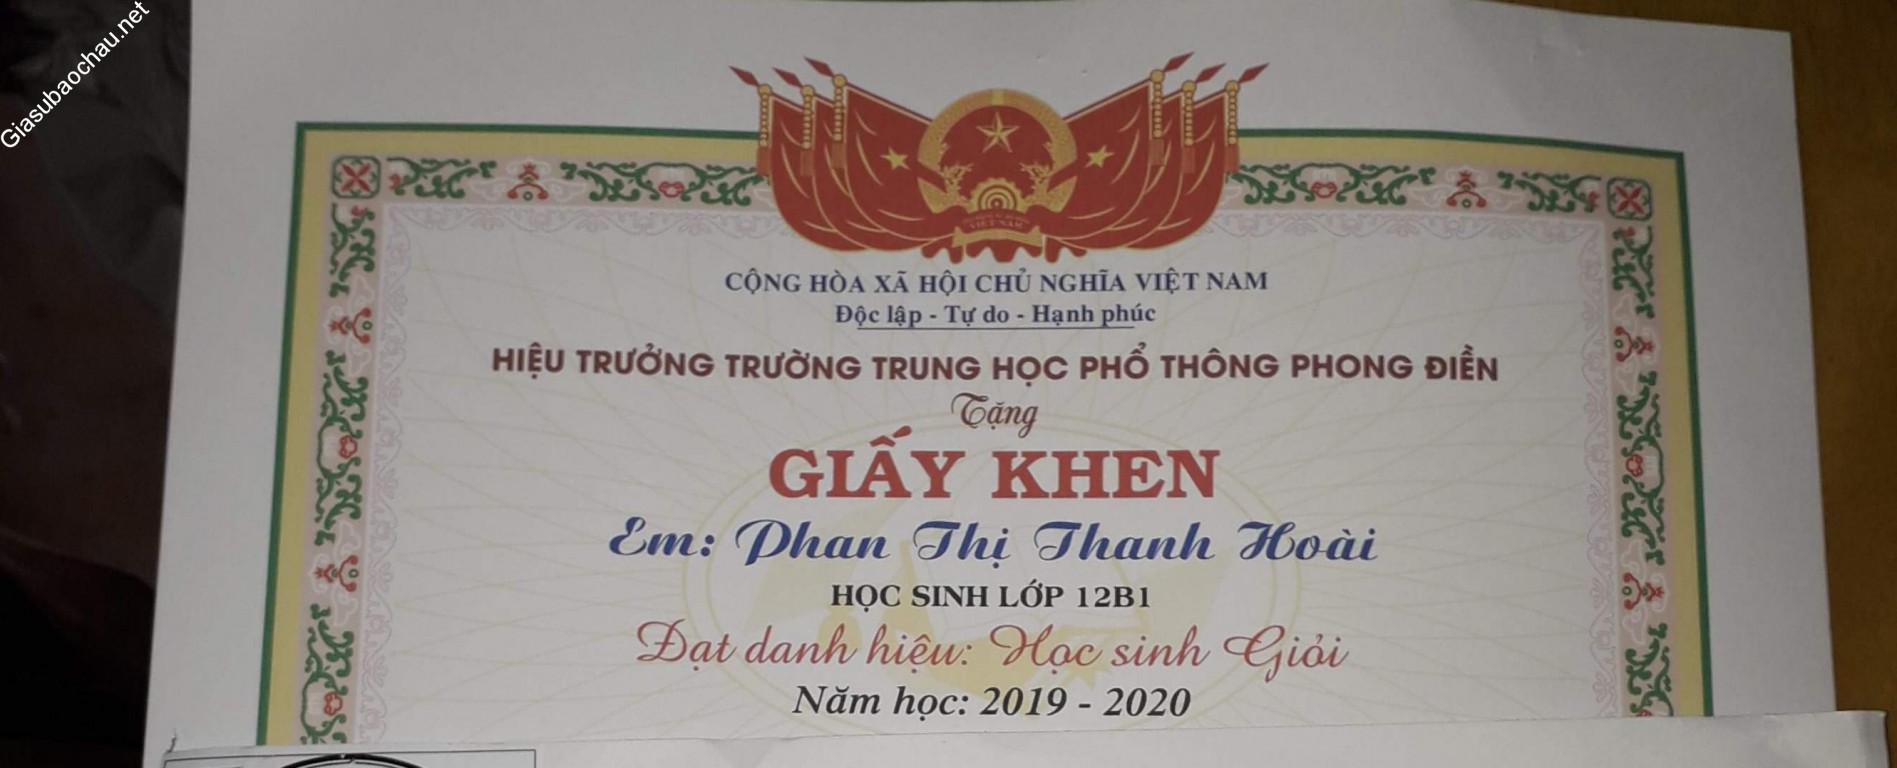 Giasubaochau.net
VIỆT NAM
CỘNG HÒA XÃ HỘI CHỦ NGHĨA VIỆT NAM
Độc lập - Tự do - Hạnh phúc
HIỆU TRƯỞNG TRƯỜNG TRUNG HỌC PHỔ THÔNG PHONG ĐIỀN
Tặng
GIẤY KHEN
Em: Phan Thị Thanh Hoài
HỌC SINH LỚP 12B1
Đạt danh hiệu: Học sinh Giỏi
Năm học: 2019 - 2020